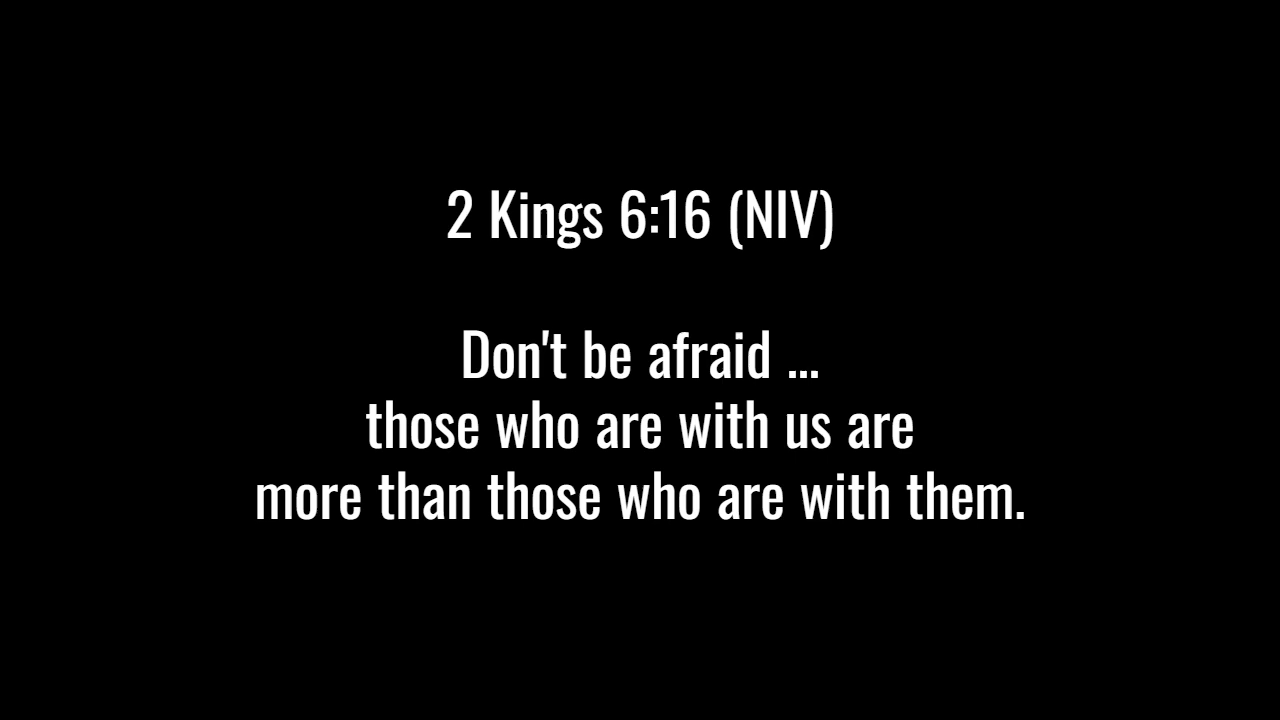 2 Kings 6:16 (NIV)
Don't be afraid ...
those who are with us are
more than those who are with them.